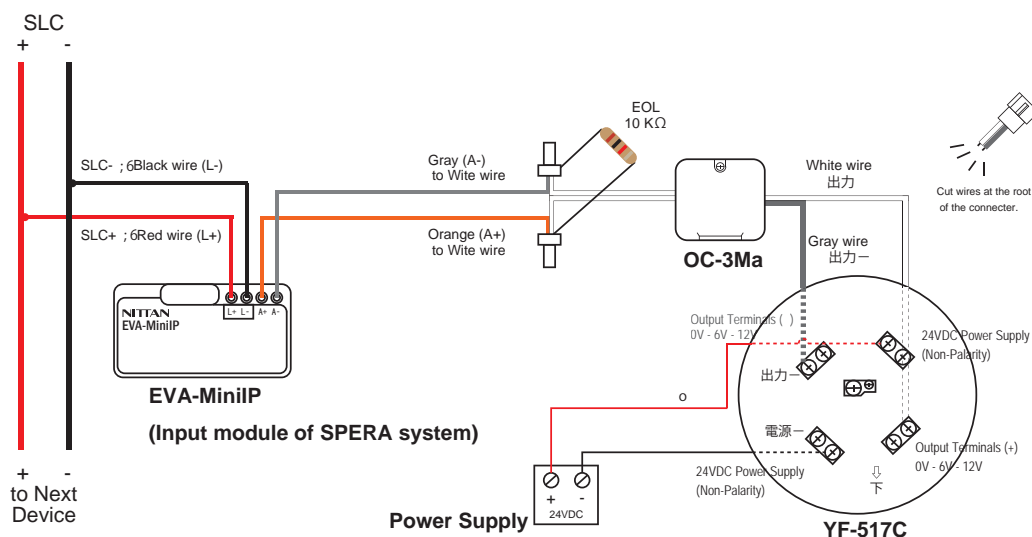 SLC
+ -
EOL
10 KΩ
SLC- ; 6Black wire (L-)
Gray (A-)
to Wite wire
White wire
出力
Cut wires at the root
of the connecter.
SLC+ ; 6Red wire (L+)
Orange (A+)
to Wite wire
OC-3Ma
Gray wire
出力ー
NITTAN
EVA-MiniIP
L+ L- A+ A-
Output Terminals ( )
0V - 6V - 12V
24VDC Power Supply
(Non-Palarity)
出力ー
EVA-MiniIP
(Input module of SPERA system)
o
電源ー
Output Terminals (+)
0V - 6V - 12V
24VDC Power Supply
(Non-Palarity)
⇩
下
+ -
to Next
Device
+ -
24VDC
Power Supply
YF-517C